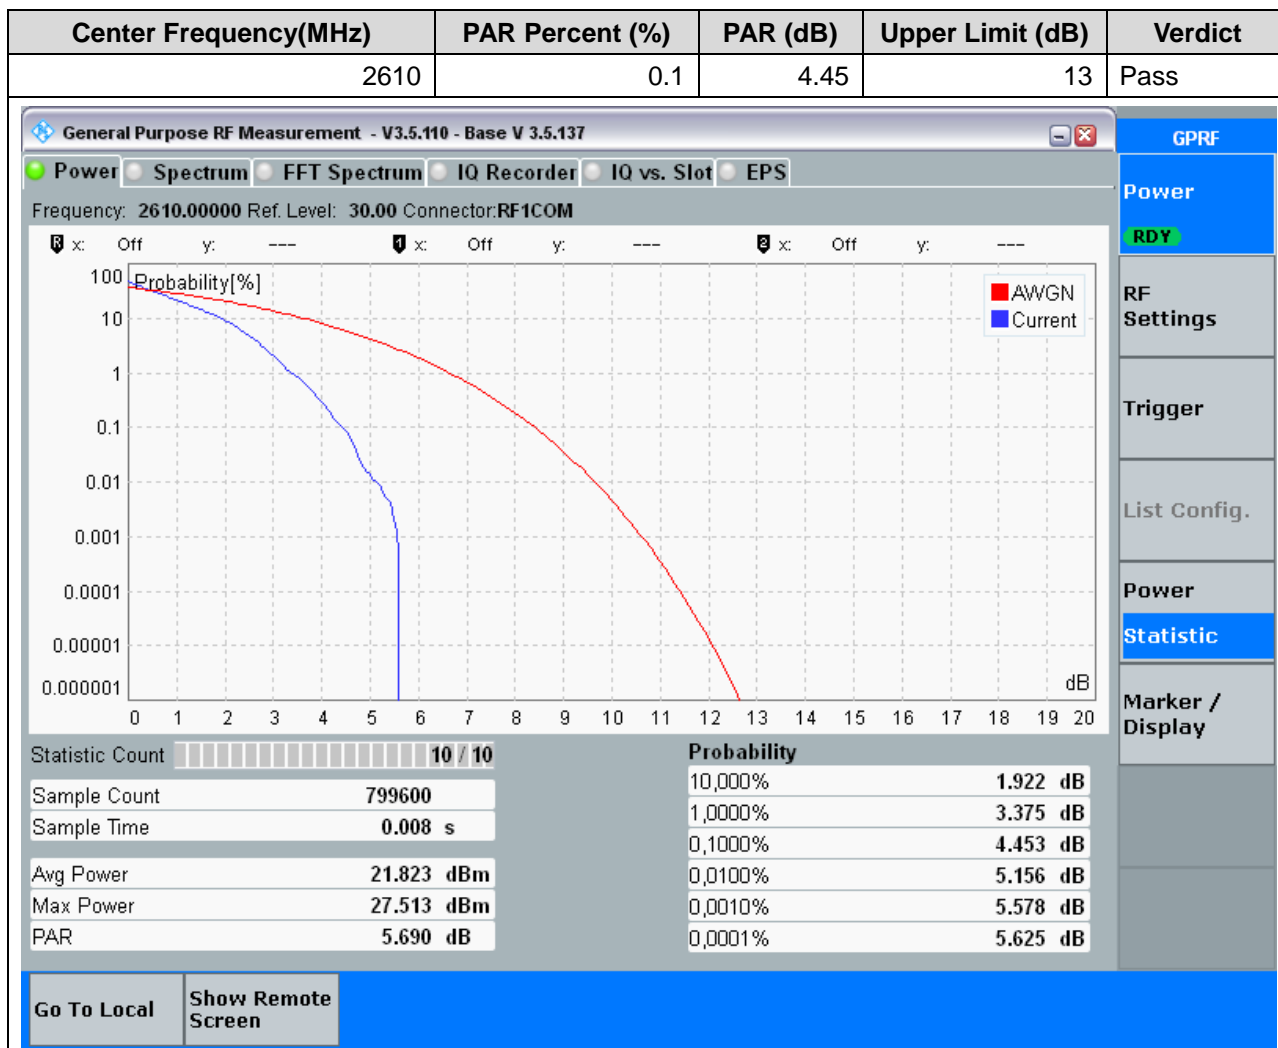 Center Frequency(MHz) PAR Percent (%) PAR (dB) Upper Limit (dB) Verdict
2610 0.1 4.45 13 Pass
General Purpose RF Measurement - V3.5.110 - Base V 3.5.137
GPRF
Power Spectrum FFT Spectrum IQ Recorder IQ vs. Slot EPS
Frequency: 2610.00000 Ref. Level: 30.00 Connector:RF1COM
R x: Off y: --- 1 x: Off y: --- 2 x: Off y: ---
Probability[%]
100
10
1
0.1
0.01
0.001
0.0001
0.00001
0.000001
AWGN
Current
dB
0 1 2 3 4 5 6 7 8 9 10 11 12 13 14 15 16 17 18 19 20
Statistic Count 10 / 10
Sample Count 799600
Sample Time 0.008 s
Avg Power 21.823 dBm
Max Power 27.513 dBm
PAR 5.690 dB
Probability
10,000% 1.922 dB
1,0000% 3.375 dB
0,1000% 4.453 dB
0,0100% 5.156 dB
0,0010% 5.578 dB
0,0001% 5.625 dB
Power
RDY
RF
Settings
Trigger
List Config.
Power
Statistic
Marker /
Display
Go To Local
Show Remote
Screen